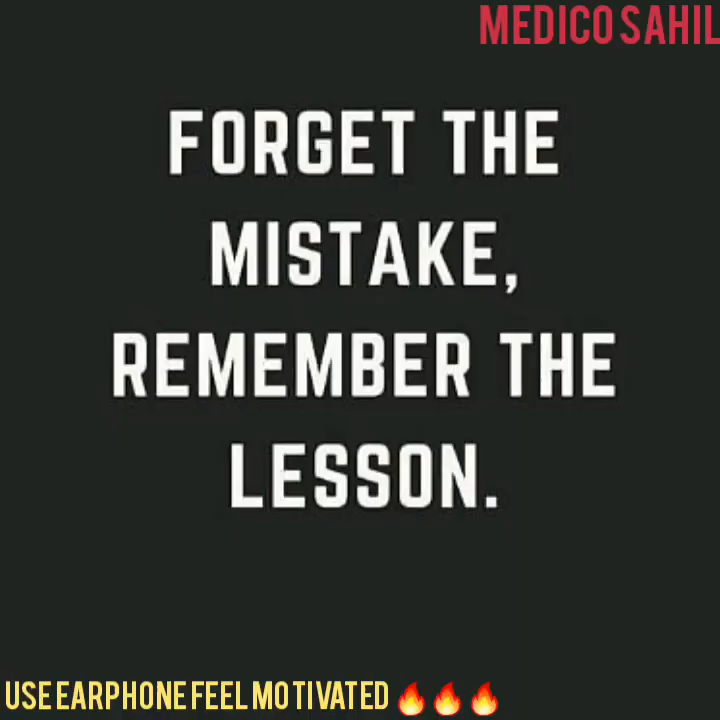 MEDICO SAHIL
FORGET THE
MISTAKE,
REMEMBER THE
LESSON.
USE EARPHONE FEEL MOTIVATED 🔥🔥🔥